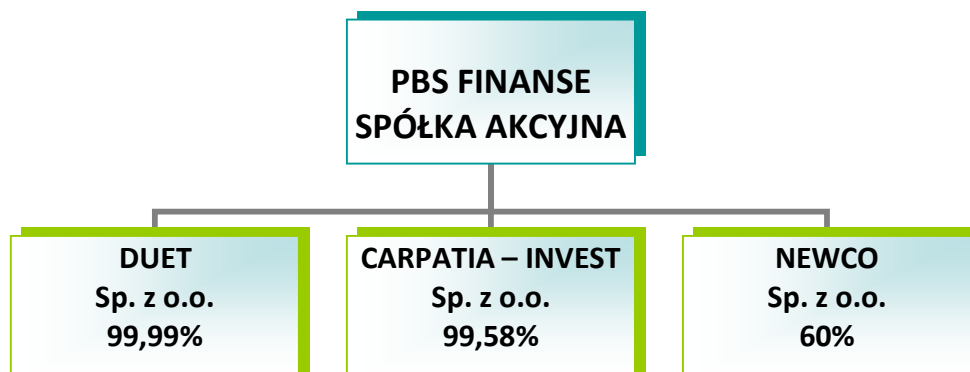 PBS FINANSE
SPÓŁKA AKCYJNA
DUET
Sp. z o.o.
99,99%
CARPATIA – INVEST
Sp. z o.o.
99,58%
NEWCO
Sp. z o.o.
60%